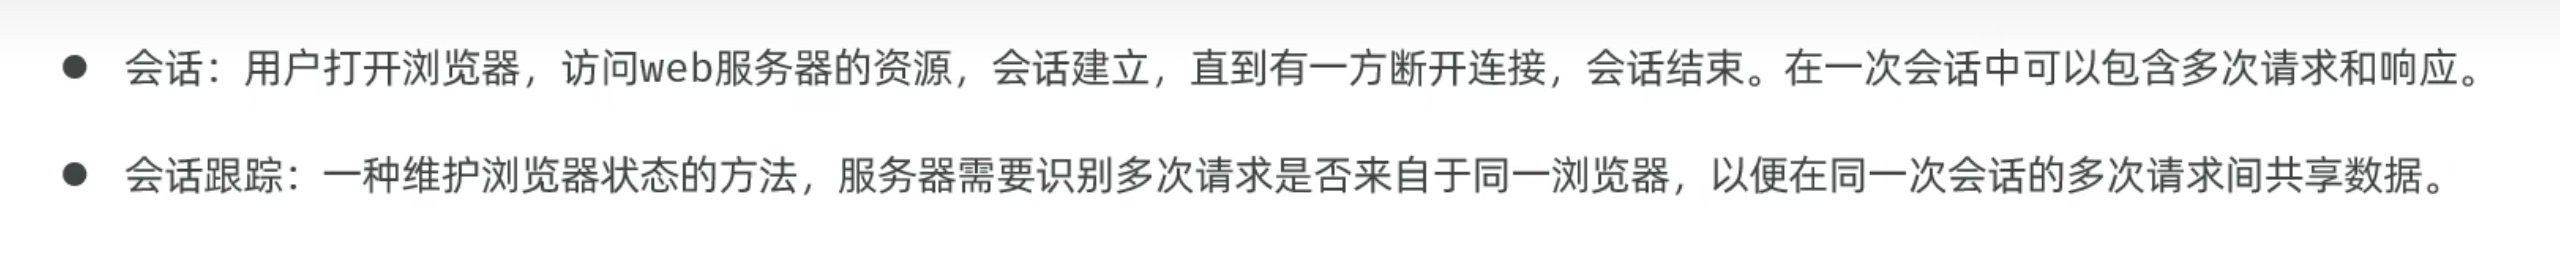 ● 会话：用户打开浏览器，访问web服务器的资源，会话建立，直到有一方断开连接，会话结束。在一次会话中可以包含多次请求和响应。
● 会话跟踪：一种维护浏览器状态的方法，服务器需要识别多次请求是否来自于同一浏览器，以便在同一次会话的多次请求间共享数据。